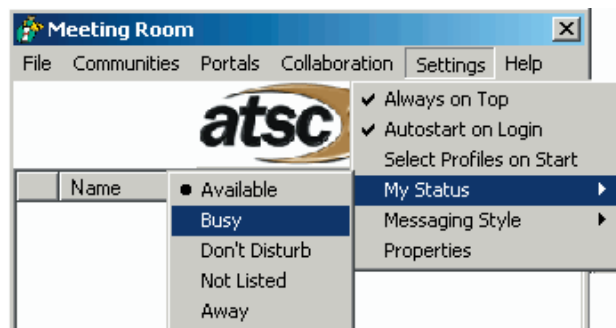 Meeting Room
File Communities Portals Collaboration Settings Help
atsc
Always on Top
Autostart on Login
Select Profiles on Start
My Status
Messaging Style
Properties
Name
Available
Busy
Don't Disturb
Not Listed
Away